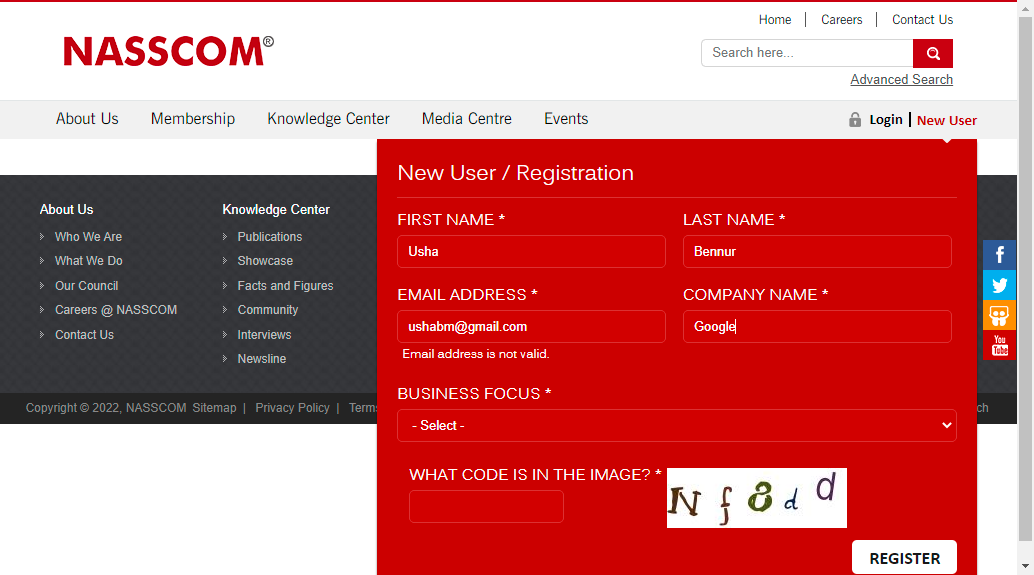 Home | Careers | Contact Us
NASSCOM®
Search here...
Advanced Search
About Us Membership Knowledge Center Media Centre Events
Login | New User
New User / Registration
FIRST NAME * LAST NAME *
Usha Bennur
EMAIL ADDRESS * COMPANY NAME *
ushabm@gmail.com Google
Email address is not valid.
BUSINESS FOCUS *
- Select -
WHAT CODE IS IN THE IMAGE? *
N f 8 d d
REGISTER
About Us
Who We Are
What We Do
Our Council
Careers @ NASSCOM
Contact Us
Knowledge Center
Publications
Showcase
Facts and Figures
Community
Interviews
Newsline
f
You Tube
Copyright © 2022, NASSCOM Sitemap | Privacy Policy |